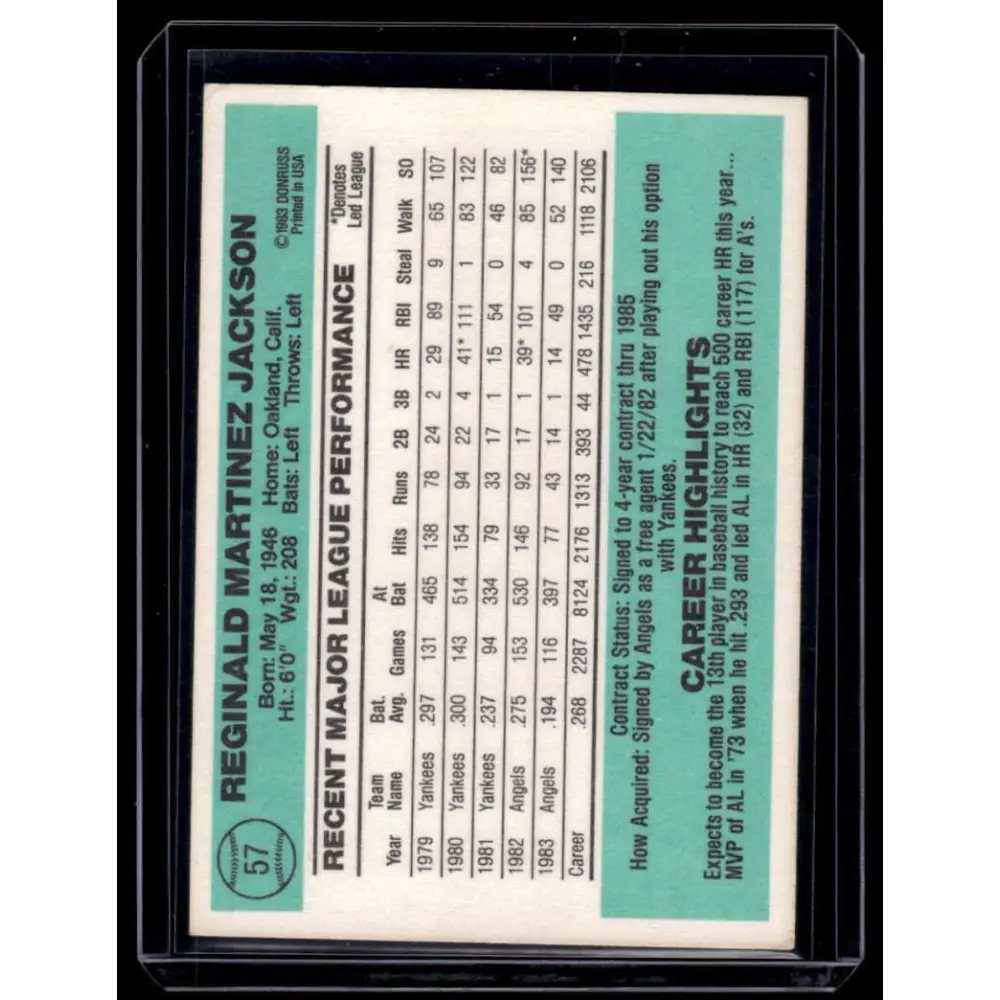 57
REGINALD MARTINEZ JACKSON
Born: May 18, 1946 Home: Oakland, Calif.
Ht.: 6'0" Wgt.: 208 Bats: Left Throws: Left
©1983 DONRUSS
Printed in USA
RECENT MAJOR LEAGUE PERFORMANCE
*Denotes
Led League
Year Team Name Bat. Avg. Games At Bat Hits Runs 2B 3B HR RBI Steal Walk SO
1979 Yankees .297 131 465 138 78 24 2 29 89 9 65 107
1980 Yankees .300 143 514 154 94 22 4 41* 111 1 83 122
1981 Yankees .237 94 334 79 33 17 1 15 54 0 46 82
1982 Angels .275 153 530 146 92 17 1 39* 101 4 85 156*
1983 Angels .194 116 397 77 43 14 1 14 49 0 52 140
Career .268 2287 8124 2176 1313 393 44 478 1435 216 1118 2106
Contract Status: Signed to 4-year contract thru 1985
How Acquired: Signed by Angels as a free agent 1/22/82 after playing out his option
with Yankees.
CAREER HIGHLIGHTS
Expects to become the 13th player in baseball history to reach 500 career HR this year...
MVP of AL in '73 when he hit .293 and led AL in HR (32) and RBI (117) for A's.